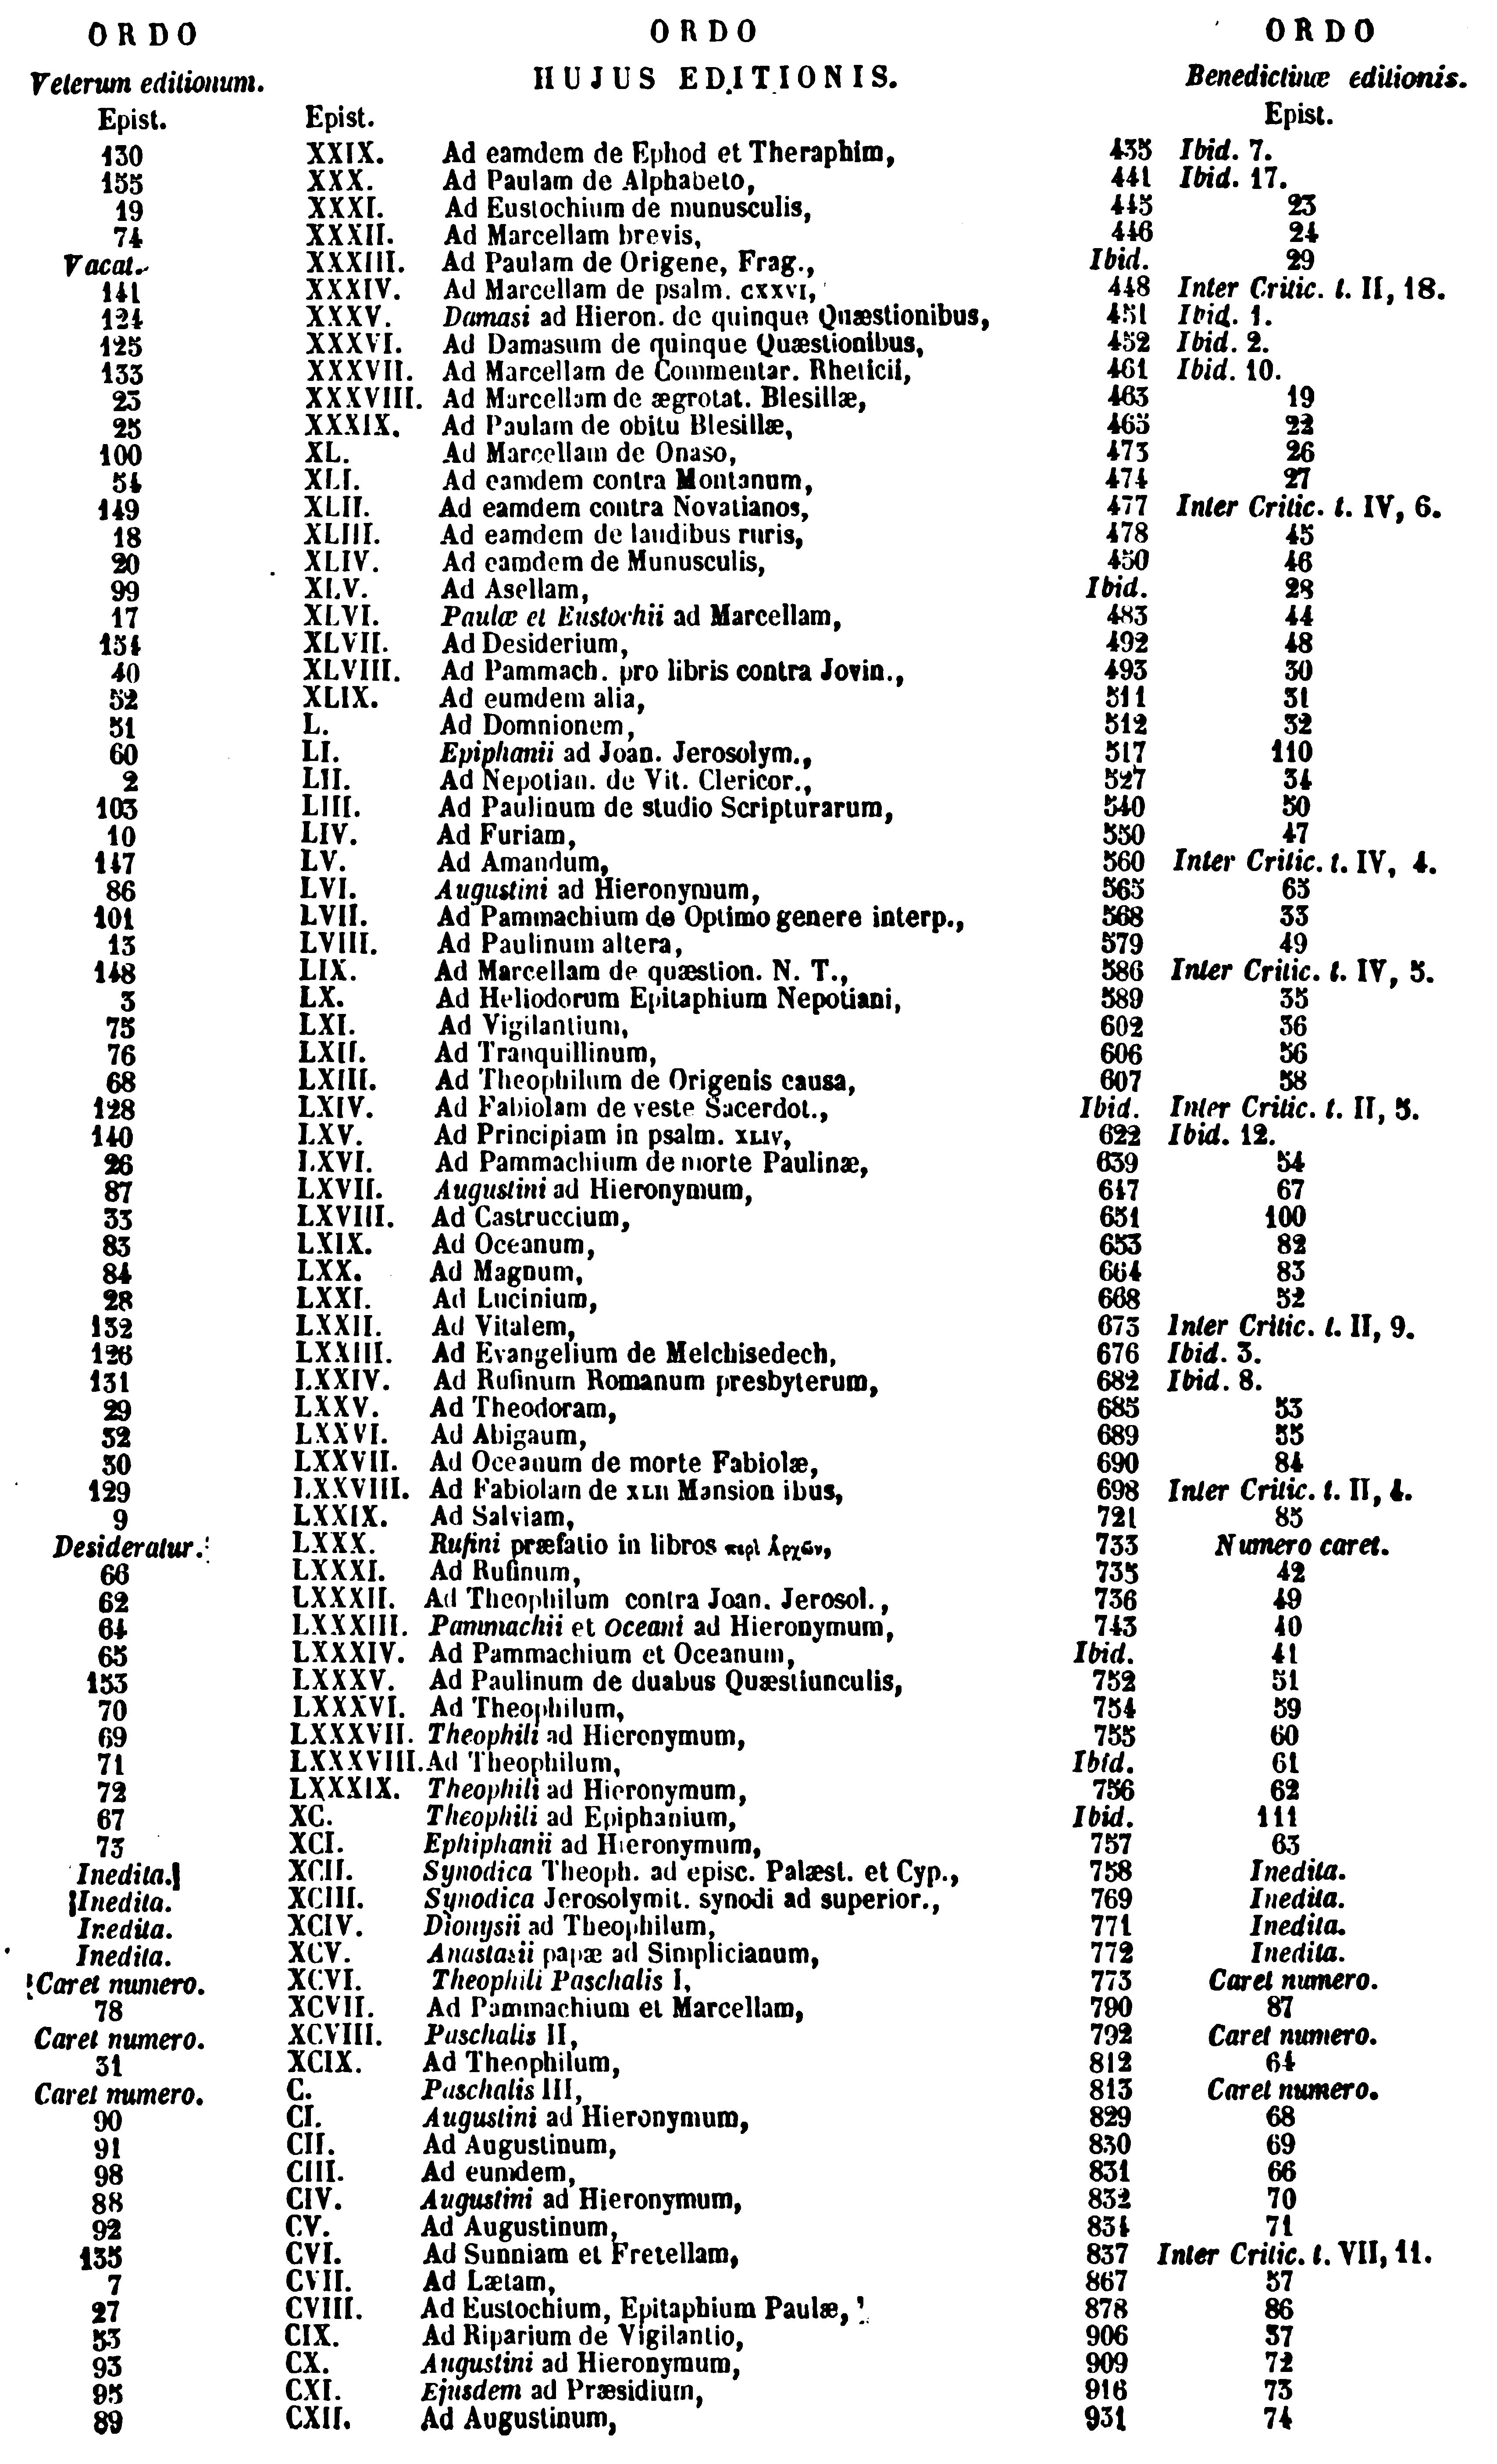 ORDO ORDO ORDO
Veterum editionum. HUJUS EDITIONIS. Benedictinæ editionis.
Epist. Epist. Epist.
130 XXIX. Ad eamdem de Ephod et Theraphim, 435 Ibid. 7.
155 XXX. Ad Paulam de Alphabeto, 441 Ibid. 17.
19 XXXI. Ad Eustochium de munusculis, 445 23
74 XXXII. Ad Marcellam brevis, 446 24
Vacat. XXXIII. Ad Paulam de Origene, Frag., Ibid. 29
141 XXXIV. Ad Marcellam de psalm. CXXVI, 448 Inter Critic. t. II, 18.
124 XXXV. Damasi ad Hieron. de quinque Quæstionibus, 451 Ibid. 1.
125 XXXVI. Ad Damasum de quinque Quæstionibus, 452 Ibid. 2.
133 XXXVII. Ad Marcellam de Commentar. Rheticii, 461 Ibid. 10.
23 XXXVIII. Ad Marcellam de ægrotat. Blesillæ, 463 19
25 XXXIX. Ad Paulam de obitu Blesillæ, 465 22
100 XL. Ad Marcellam de Onaso, 473 26
54 XLI. Ad eamdem contra Montanum, 474 27
149 XLII. Ad eamdem contra Novatianos, 477 Inter Critic. t. IV, 6.
18 XLIII. Ad eamdem de laudibus ruris, 478 45
20 XLIV. Ad eamdem de Munusculis, 450 46
99 XLV. Ad Asellam, Ibid. 28
17 XLVI. Paulæ et Eustochii ad Marcellam, 483 44
154 XLVII. Ad Desiderium, 492 48
40 XLVIII. Ad Pammach. pro libris contra Jovin., 493 30
52 XLIX. Ad eumdem alia, 511 31
51 L. Ad Domnionem, 512 32
60 LI. Epiphanii ad Joan. Jerosolym., 517 110
2 LII. Ad Nepotian. de Vit. Clericor., 527 34
103 LIII. Ad Paulinum de studio Scripturarum, 540 50
10 LIV. Ad Furiam, 550 47
147 LV. Ad Amandum, 560 Inter Critic. t. IV, 4.
86 LVI. Augustini ad Hieronymum, 565 65
101 LVII. Ad Pammachium de Optimo genere interp., 568 33
13 LVIII. Ad Paulinum altera, 579 49
148 LIX. Ad Marcellam de quæstion. N. T., 586 Inter Critic. t. IV, 5.
3 LX. Ad Heliodorum Epitaphium Nepotiani, 589 35
75 LXI. Ad Vigilantium, 602 36
76 LXII. Ad Tranquillinum, 606 56
68 LXIII. Ad Theophilum de Origenis causa, 607 58
128 LXIV. Ad Fabiolam de veste Sacerdot., Ibid. Inter Critic. t. II, 5.
140 LXV. Ad Principiam in psalm. XLIV, 622 Ibid. 12.
26 LXVI. Ad Pammachium de morte Paulinæ, 639 54
87 LXVII. Augustini ad Hieronymum, 647 67
33 LXVIII. Ad Castruccium, 651 100
83 LXIX. Ad Oceanum, 653 82
84 LXX. Ad Magnum, 664 83
28 LXXI. Ad Lucinium, 668 52
132 LXXII. Ad Vitalem, 673 Inter Critic. t. II, 9.
126 LXXIII. Ad Evangelium de Melchisedech, 676 Ibid. 3.
131 LXXIV. Ad Rufinum Romanum presbyterum, 682 Ibid. 8.
29 LXXV. Ad Theodoram, 685 53
32 LXXVI. Ad Abigaum, 689 55
30 LXXVII. Ad Oceanum de morte Fabiolæ, 690 84
129 LXXVIII. Ad Fabiolam de XLII Mansion ibus, 698 Inter Critic. t. II, 4.
9 LXXIX. Ad Salviam, 721 85
Desideratur. LXXX. Rufini præfatio in libros περὶ Ἀρχῶν, 733 Numero caret.
66 LXXXI. Ad Rufinum, 735 42
62 LXXXII. Ad Theophilum contra Joan. Jerosol., 736 49
64 LXXXIII. Pammachii et Oceani ad Hieronymum, 743 40
65 LXXXIV. Ad Pammachium et Oceanum, Ibid. 41
153 LXXXV. Ad Paulinum de duabus Quæstiunculis, 752 51
70 LXXXVI. Ad Theophilum, 754 59
69 LXXXVII. Theophili ad Hieronymum, 755 60
71 LXXXVIII. Ad Theophilum, Ibid. 61
72 LXXXIX. Theophili ad Hieronymum, 756 62
67 XC. Theophili ad Epiphanium, Ibid. 111
73 XCI. Ephiphanii ad Hieronymum, 757 63
Inedita. XCII. Synodica Theoph. ad episc. Palæst. et Cyp., 758 Inedita.
Inedita. XCIII. Synodica Jerosolymit. synodi ad superior., 769 Inedita.
Inedita. XCIV. Dionysii ad Theophilum, 771 Inedita.
Inedita. XCV. Anastasii papæ ad Simplicianum, 772 Inedita.
Caret numero. XCVI. Theophili Paschalis I, 773 Caret numero.
78 XCVII. Ad Pammachium et Marcellam, 790 87
Caret numero. XCVIII. Paschalis II, 792 Caret numero.
31 XCIX. Ad Theophilum, 812 64
Caret numero. C. Paschalis III, 813 Caret numero.
90 CI. Augustini ad Hieronymum, 829 68
91 CII. Ad Augustinum, 830 69
98 CIII. Ad eumdem, 831 66
88 CIV. Augustini ad Hieronymum, 832 70
92 CV. Ad Augustinum, 834 71
135 CVI. Ad Sunniam et Fretellam, 837 Inter Critic. t. VII, 11.
7 CVII. Ad Lætam, 867 57
27 CVIII. Ad Eustochium, Epitaphium Paulæ, 878 86
53 CIX. Ad Riparium de Vigilantio, 906 37
93 CX. Augustini ad Hieronymum, 909 72
95 CXI. Ejusdem ad Præsidium, 916 73
89 CXII. Ad Augustinum, 931 74